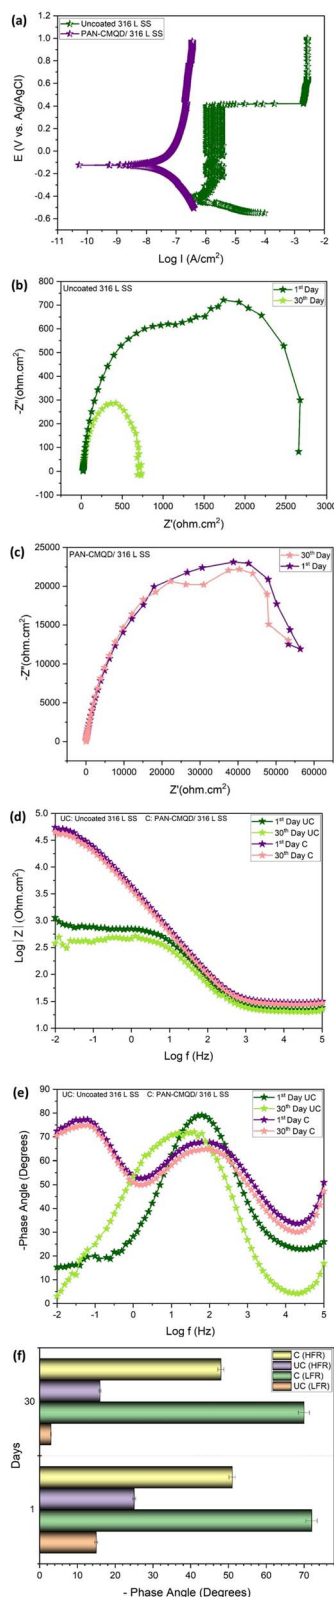 (a)
Uncoated 316 L SS
PAN-CMQD/ 316 L SS
1.2
1.0
0.8
0.6
0.4
0.2
0.0
-0.2
-0.4
-0.6
E (V vs. Ag/AgCl)
-11 -10 -9 -8 -7 -6 -5 -4 -3 -2
Log I (A/cm²)
(b)
Uncoated 316L SS
1st Day
30th Day
800
700
600
500
400
300
200
100
0
-100
-Z"(ohm.cm²)
0 500 1000 1500 2000 2500 3000
Z'(ohm.cm²)
(c)
PAN-CMQD/ 316L SS
30th Day
1st Day
25000
20000
15000
10000
5000
0
-Z"(ohm.cm²)
0 10000 20000 30000 40000 50000 60000
Z'(ohm.cm²)
(d)
UC: Uncoated 316L SS C: PAN-CMQD/ 316L SS
1st Day UC
30th Day UC
1st Day C
30th Day C
5.0
4.5
4.0
3.5
3.0
2.5
2.0
1.5
1.0
Log|Z| (Ohm.cm²)
-2 -1 0 1 2 3 4 5
Log f (Hz)
(e)
UC: Uncoated 316L SS C: PAN-CMQD/ 316L SS
1st Day UC
30th Day UC
1st Day C
30th Day C
90
80
70
60
50
40
30
20
10
0
-Phase Angle (Degrees)
-2 -1 0 1 2 3 4 5
Log f (Hz)
(f)
C (HFR)
UC (HFR)
C (LFR)
UC (LFR)
30
1
Days
0 10 20 30 40 50 60 70
- Phase Angle (Degrees)